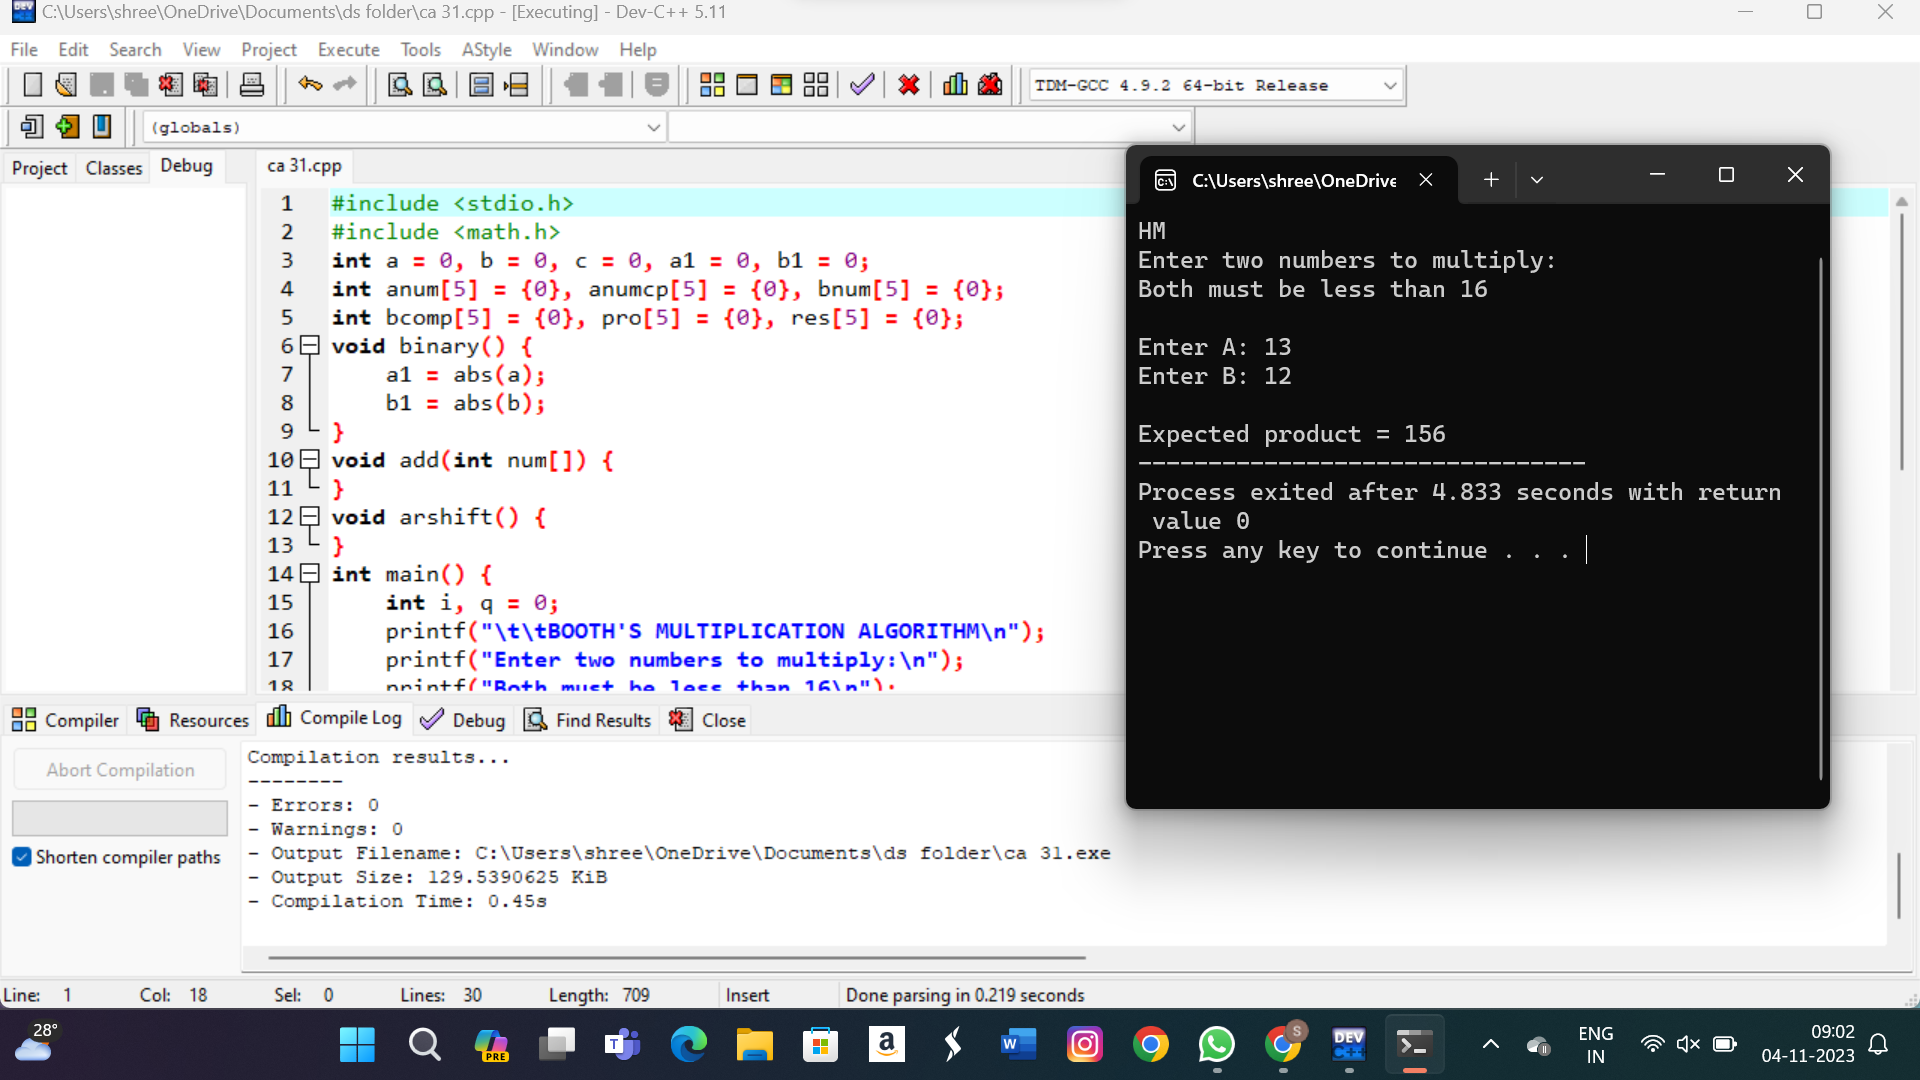 C:\Users\shree\OneDrive\Documents\ds folder\ca 31.cpp - [Executing] - Dev-C++ 5.11
File Edit Search View Project Execute Tools AStyle Window Help
TDM-GCC 4.9.2 64-bit Release
(globals)
Project Classes Debug
ca 31.cpp
1 #include <stdio.h>
2 #include <math.h>
3 int a = 0, b = 0, c = 0, a1 = 0, b1 = 0;
4 int anum[5] = {0}, anumcp[5] = {0}, bnum[5] = {0};
5 int bcomp[5] = {0}, pro[5] = {0}, res[5] = {0};
6 void binary() {
7 a1 = abs(a);
8 b1 = abs(b);
9 }
10 void add(int num[]) {
11 }
12 void arshift() {
13 }
14 int main() {
15 int i, q = 0;
16 printf("\t\tBOOTH'S MULTIPLICATION ALGORITHM\n");
17 printf("Enter two numbers to multiply:\n");
18 printf("Both must be less than 16\n");
C:\Users\shree\OneDrive
HM
Enter two numbers to multiply:
Both must be less than 16
Enter A: 13
Enter B: 12
Expected product = 156
--------------------------------
Process exited after 4.833 seconds with return
value 0
Press any key to continue . . .
Compiler Resources Compile Log Debug Find Results Close
Abort Compilation
Shorten compiler paths
Compilation results...
--------
- Errors: 0
- Warnings: 0
- Output Filename: C:\Users\shree\OneDrive\Documents\ds folder\ca 31.exe
- Output Size: 129.5390625 KiB
- Compilation Time: 0.45s
Line: 1 Col: 18 Sel: 0 Lines: 30 Length: 709 Insert Done parsing in 0.219 seconds
28°
PRE
DEV
C++
S
ENG
IN
09:02
04-11-2023